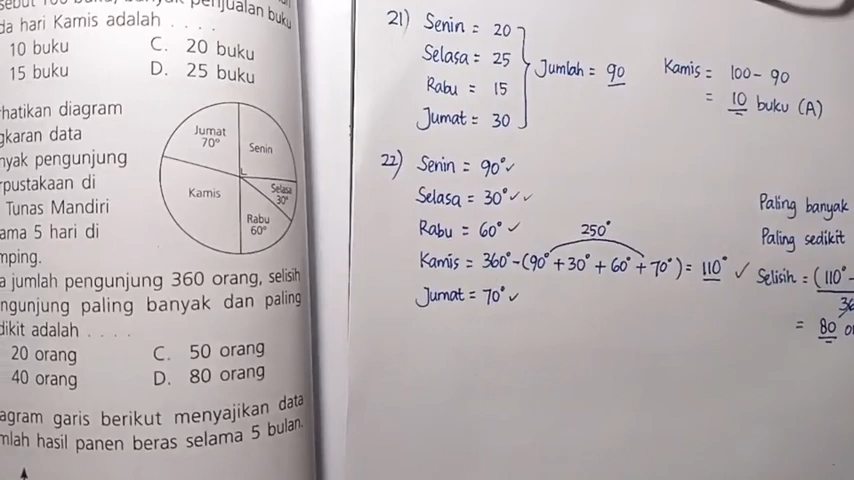 penjualan buku
da hari Kamis adalah . . . .
10 buku C. 20 buku
15 buku D. 25 buku
hatikan diagram
gkaran data
nyak pengunjung
rpustakaan di
Tunas Mandiri
ama 5 hari di
mping.
Jumat
70°
Senin
Kamis
Selasa
30°
Rabu
60°
a jumlah pengunjung 360 orang, selisih
ngunjung paling banyak dan paling
dikit adalah . . . .
20 orang C. 50 orang
40 orang D. 80 orang
agram garis berikut menyajikan data
mlah hasil panen beras selama 5 bulan.
21) Senin = 20
Selasa = 25
Rabu = 15
Jumat = 30
Jumlah = 90
Kamis = 100 - 90
= 10 buku (A)
22) Senin = 90° ✓
Selasa = 30° ✓ ✓
Rabu = 60° ✓
250°
Kamis = 360° - (90° + 30° + 60° + 70°) = 110° ✓
Jumat = 70° ✓
Paling banyak
Paling sedikit
Selisih = (110° -
36
= 80 o